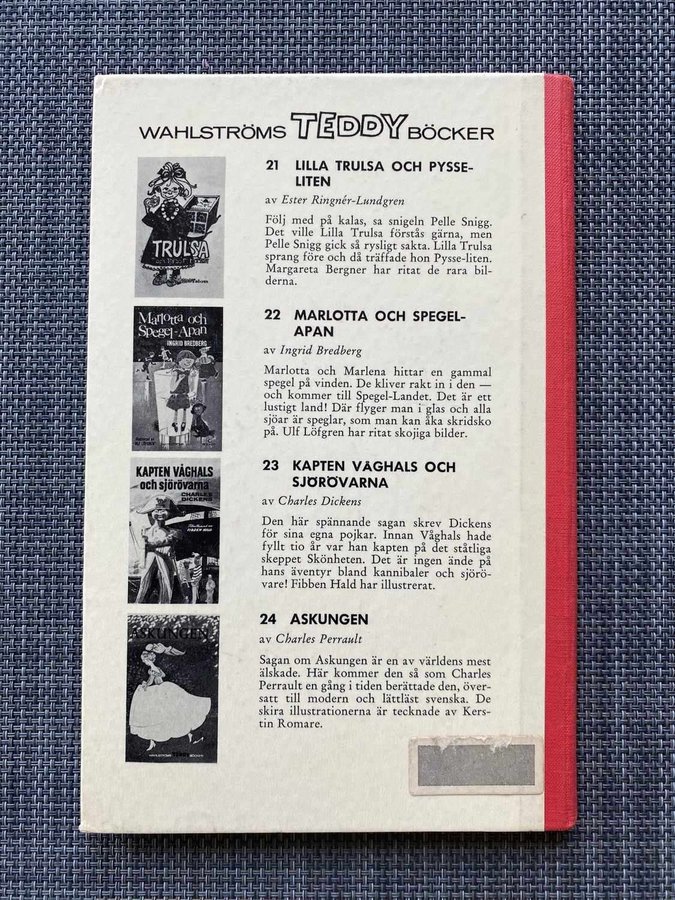 WAHLSTRÖMS TEDDY BÖCKER
TRULSA
21 LILLA TRULSA OCH PYSSE-
LITEN
av Ester Ringnér-Lundgren
Följ med på kalas, sa snigeln Pelle Snigg.
Det ville Lilla Trulsa förstås gärna, men
Pelle Snigg gick så rysligt sakta. Lilla Trulsa
sprang före och då träffade hon Pysse-liten.
Margareta Bergner har ritat de rara bil-
derna.
Marlotta och
Spegel-Apan
INGRID BREDBERG
22 MARLOTTA OCH SPEGEL-
APAN
av Ingrid Bredberg
Marlotta och Marlena hittar en gammal
spegel på vinden. De kliver rakt in i den —
och kommer till Spegel-Landet. Det är ett
lustigt land! Där flyger man i glas och alla
sjöar är speglar, som man kan åka skridsko
på. Ulf Löfgren har ritat skojiga bilder.
KAPTEN VÅGHALS
och sjörövarna
CHARLES
DICKENS
23 KAPTEN VÅGHALS OCH
SJÖRÖVARNA
av Charles Dickens
Den här spännande sagan skrev Dickens
för sina egna pojkar. Innan Våghals hade
fyllt tio år var han kapten på det ståtliga
skeppet Skönheten. Det är ingen ände på
hans äventyr bland kannibaler och sjörö-
vare! Fibben Hald har illustrerat.
ASKUNGEN
24 ASKUNGEN
av Charles Perrault
Sagan om Askungen är en av världens mest
älskade. Här kommer den så som Charles
Perrault en gång i tiden berättade den, över-
satt till modern och lättläst svenska. De
skira illustrationerna är tecknade av Kers-
tin Romare.